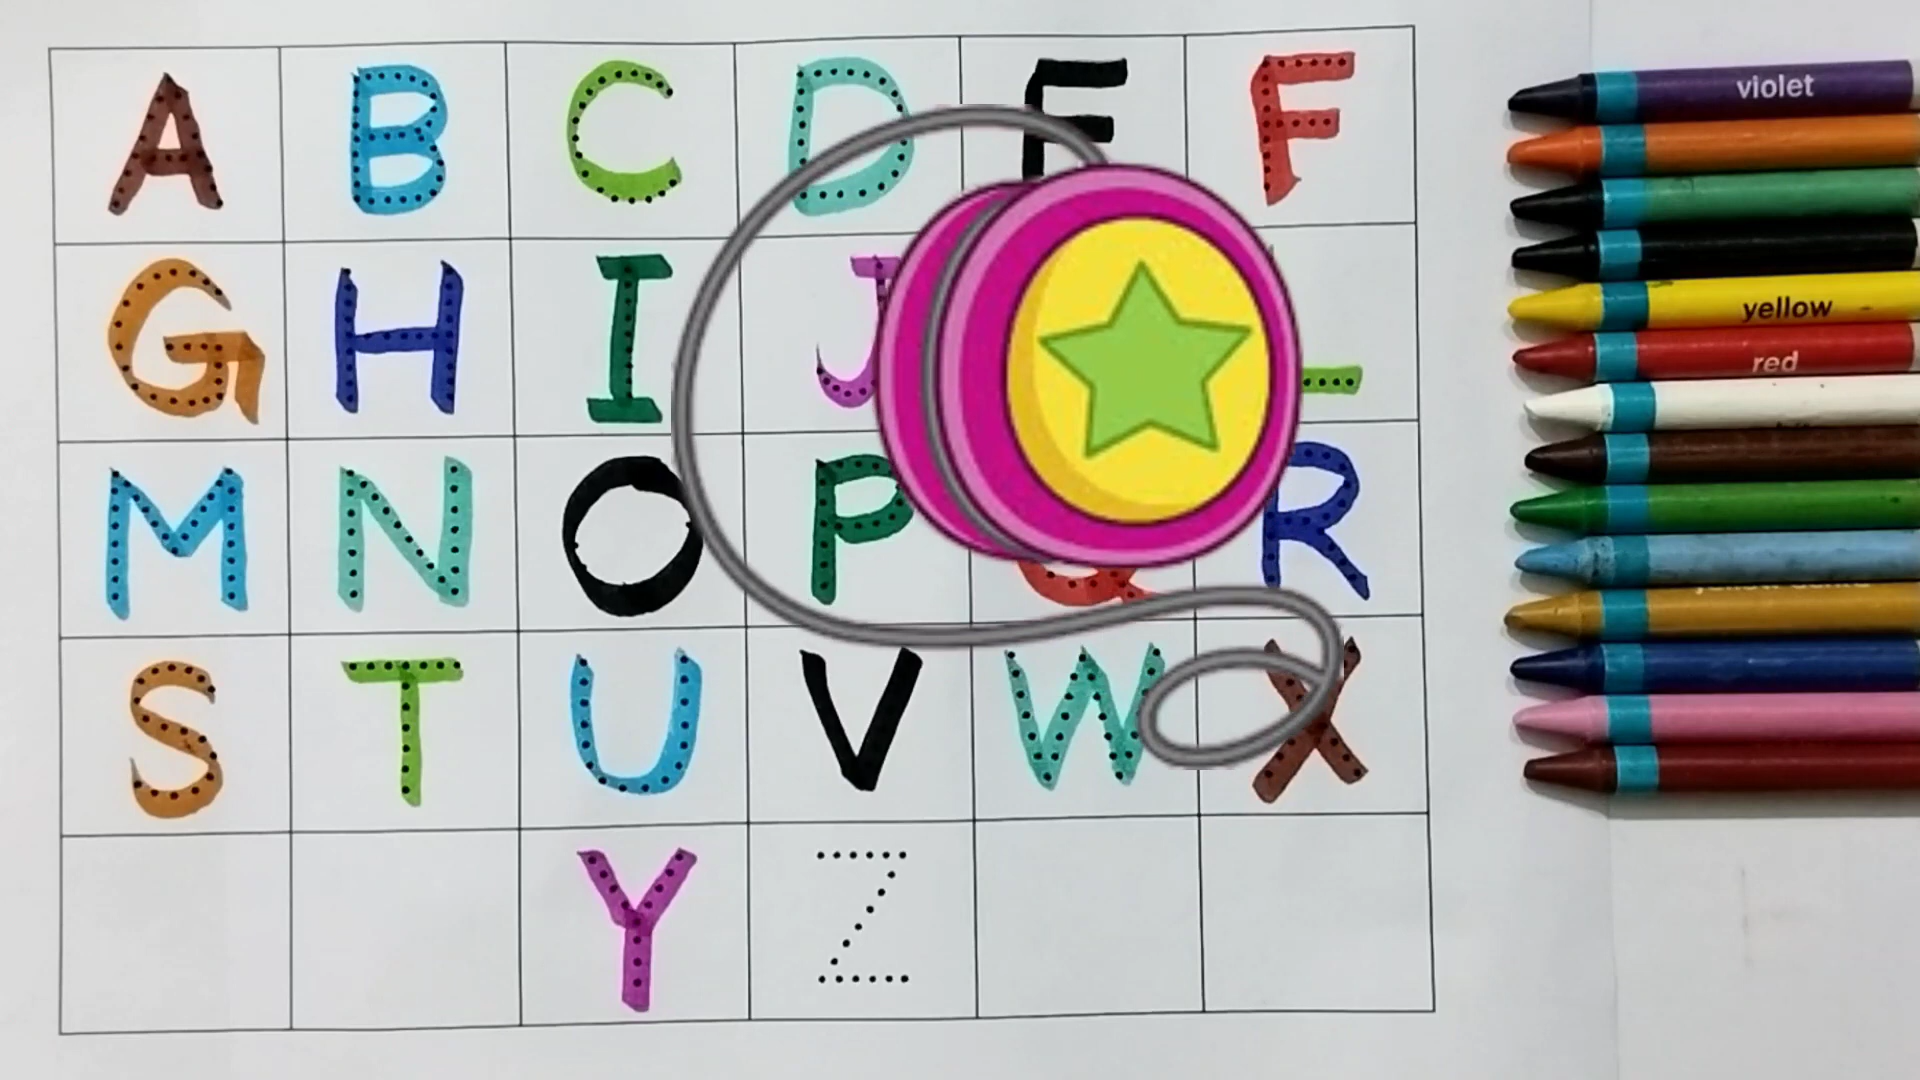 A B C D E F
G H I J
M N O P Q R
S T U V W X
Y Z
violet
yellow
red